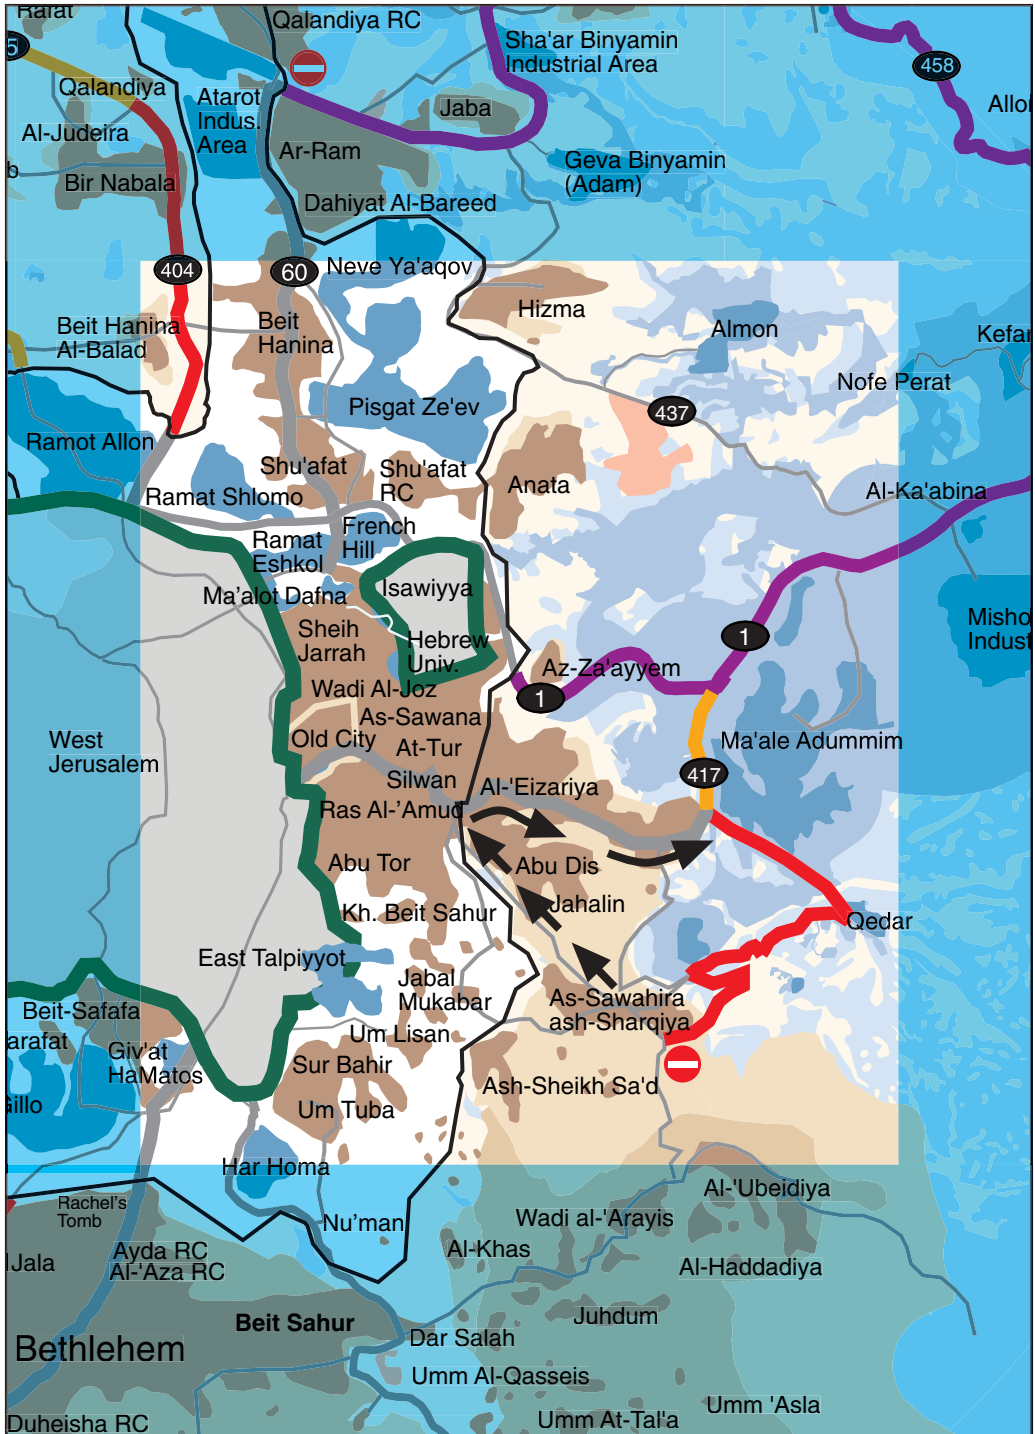 Rafat
Qalandiya RC
5
Sha'ar Binyamin
Industrial Area
458
Qalandiya
Atarot
Indus.
Area
Jaba
Al-Judeira
Ar-Ram
b
Geva Binyamin
(Adam)
Bir Nabala
Dahiyat Al-Bareed
404
60
Neve Ya'aqov
Hizma
Beit Hanina
Al-Balad
Beit
Hanina
Almon
Kefar
Nofe Perat
Pisgat Ze'ev
437
Ramot Allon
Shu'afat
Shu'afat
RC
Anata
Al-Ka'abina
Ramat Shlomo
French
Hill
Ramat
Eshkol
Ma'alot Dafna
Isawiyya
Misho
Indust
Sheih
Jarrah
Hebrew
Univ.
1
Az-Za'ayyem
1
Wadi Al-Joz
As-Sawana
Old City
At-Tur
West
Jerusalem
Ma'ale Adummim
Silwan
Al-'Eizariya
417
Ras Al-'Amud
Abu Tor
Abu Dis
Jahalin
Kh. Beit Sahur
Qedar
East Talpiyyot
Jabal
Mukabar
As-Sawahira
ash-Sharqiya
Beit-Safafa
arafat
Um Lisan
Giv'at
HaMatos
Sur Bahir
Ash-Sheikh Sa'd
Gillo
Um Tuba
Har Homa
Rachel's
Tomb
Al-'Ubeidiya
Nu'man
Wadi al-'Arayis
Jala
Ayda RC
Al-'Aza RC
Al-Khas
Al-Haddadiya
Beit Sahur
Juhdum
Bethlehem
Dar Salah
Umm Al-Qasseis
Umm 'Asla
Duheisha RC
Umm At-Tal'a